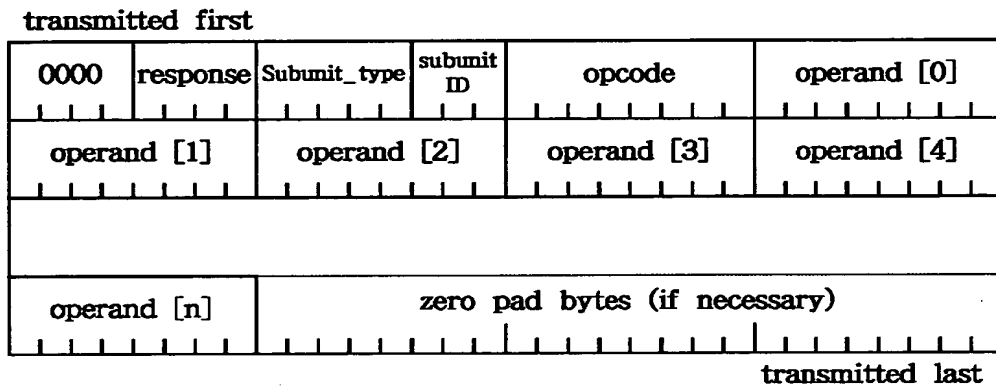 transmitted first
0000 response Subunit_type subunit ID opcode operand [0]
operand [1] operand [2] operand [3] operand [4]
operand [n] zero pad bytes (if necessary)
transmitted last